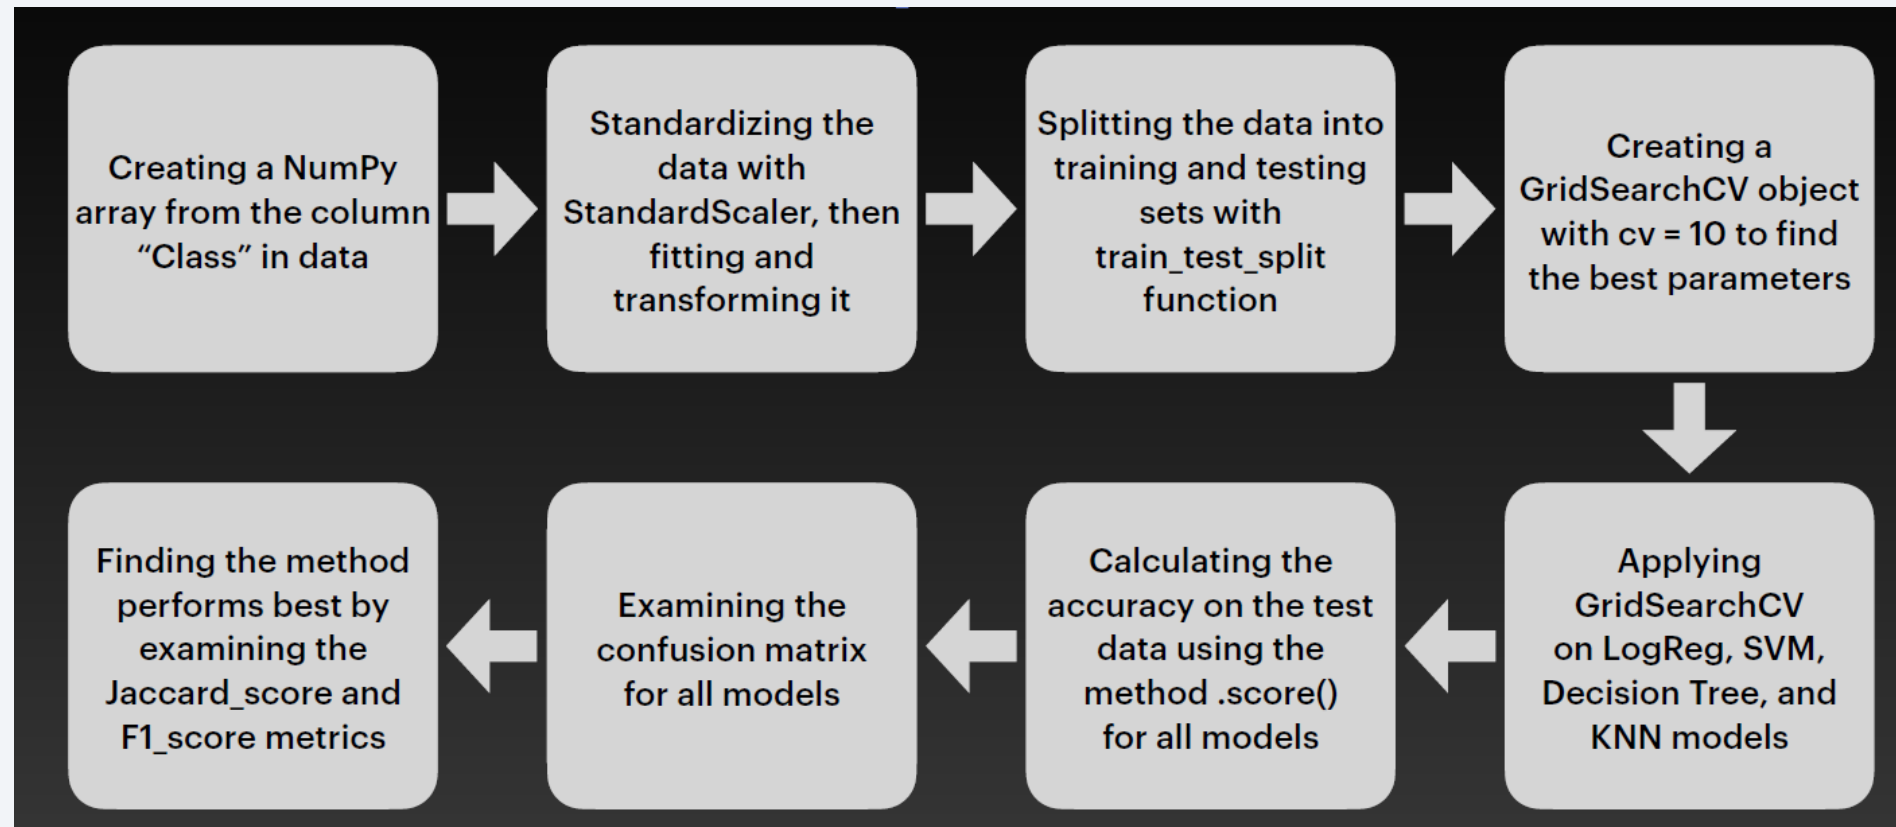 Creating a NumPy
array from the column
“Class” in data
Standardizing the
data with
StandardScaler, then
fitting and
transforming it
Splitting the data into
training and testing
sets with
train_test_split
function
Creating a
GridSearchCV object
with cv = 10 to find
the best parameters
Applying
GridSearchCV
on LogReg, SVM,
Decision Tree, and
KNN models
Calculating the
accuracy on the test
data using the
method .score()
for all models
Examining the
confusion matrix
for all models
Finding the method
performs best by
examining the
Jaccard_score and
F1_score metrics